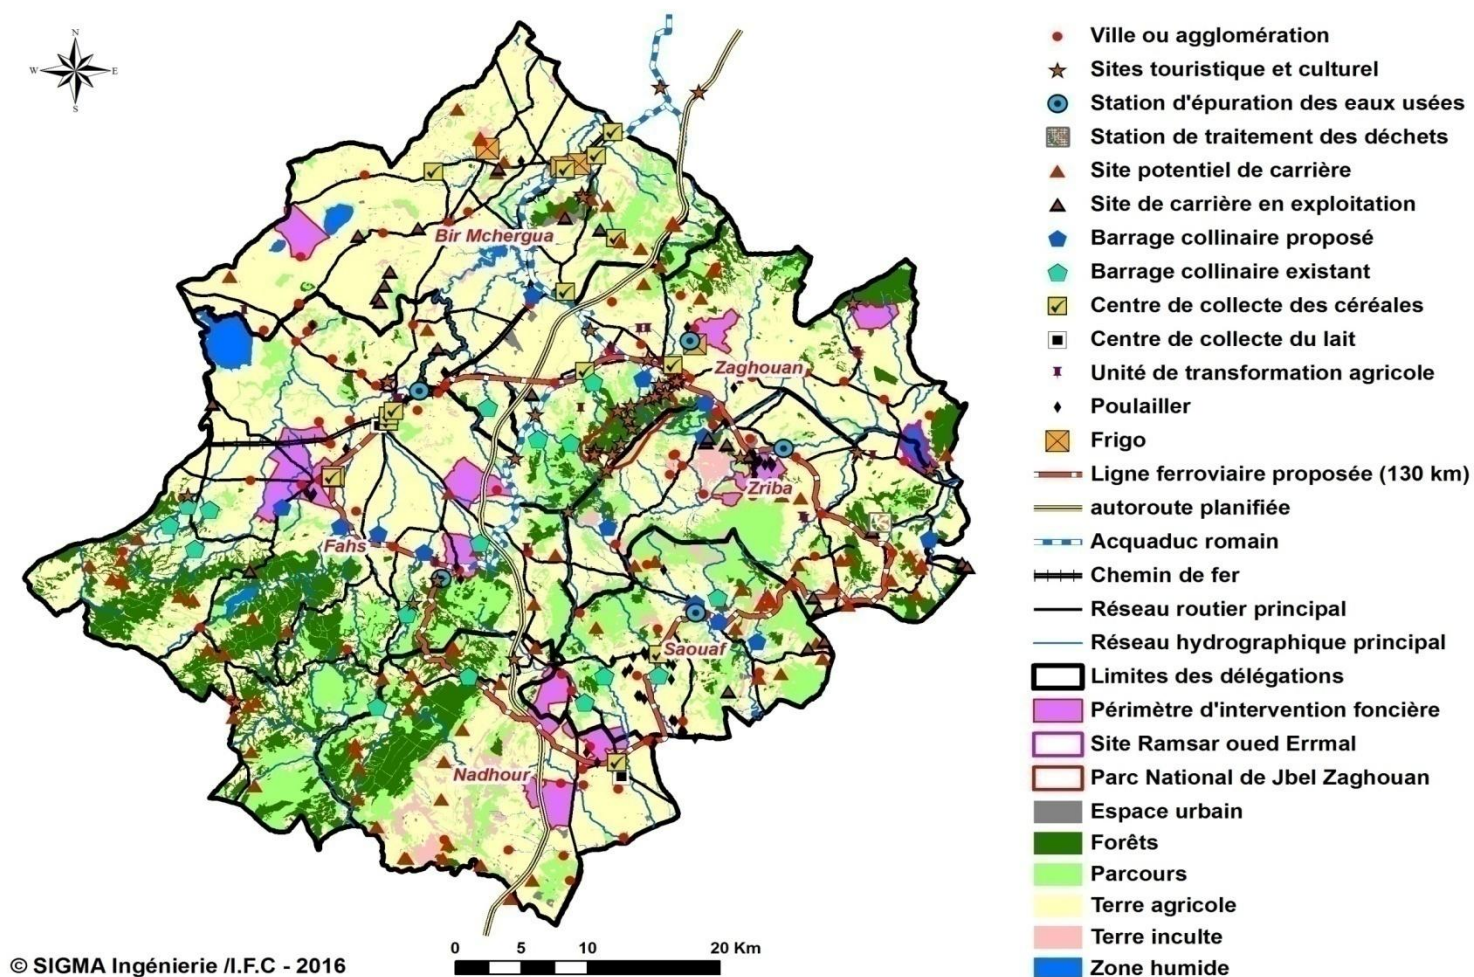 N
W E
S
Bir Mchergua
Zaghouan
Zriba
Fahs
Saouaf
Nadhour
Ville ou agglomération
Sites touristique et culturel
Station d'épuration des eaux usées
Station de traitement des déchets
Site potentiel de carrière
Site de carrière en exploitation
Barrage collinaire proposé
Barrage collinaire existant
Centre de collecte des céréales
Centre de collecte du lait
Unité de transformation agricole
Poulailler
Frigo
Ligne ferroviaire proposée (130 km)
autoroute planifiée
Acquaduc romain
Chemin de fer
Réseau routier principal
Réseau hydrographique principal
Limites des délégations
Périmètre d'intervention foncière
Site Ramsar oued Errmal
Parc National de Jbel Zaghouan
Espace urbain
Forêts
Parcours
Terre agricole
Terre inculte
Zone humide
0 5 10 20 Km
© SIGMA Ingénierie /I.F.C - 2016